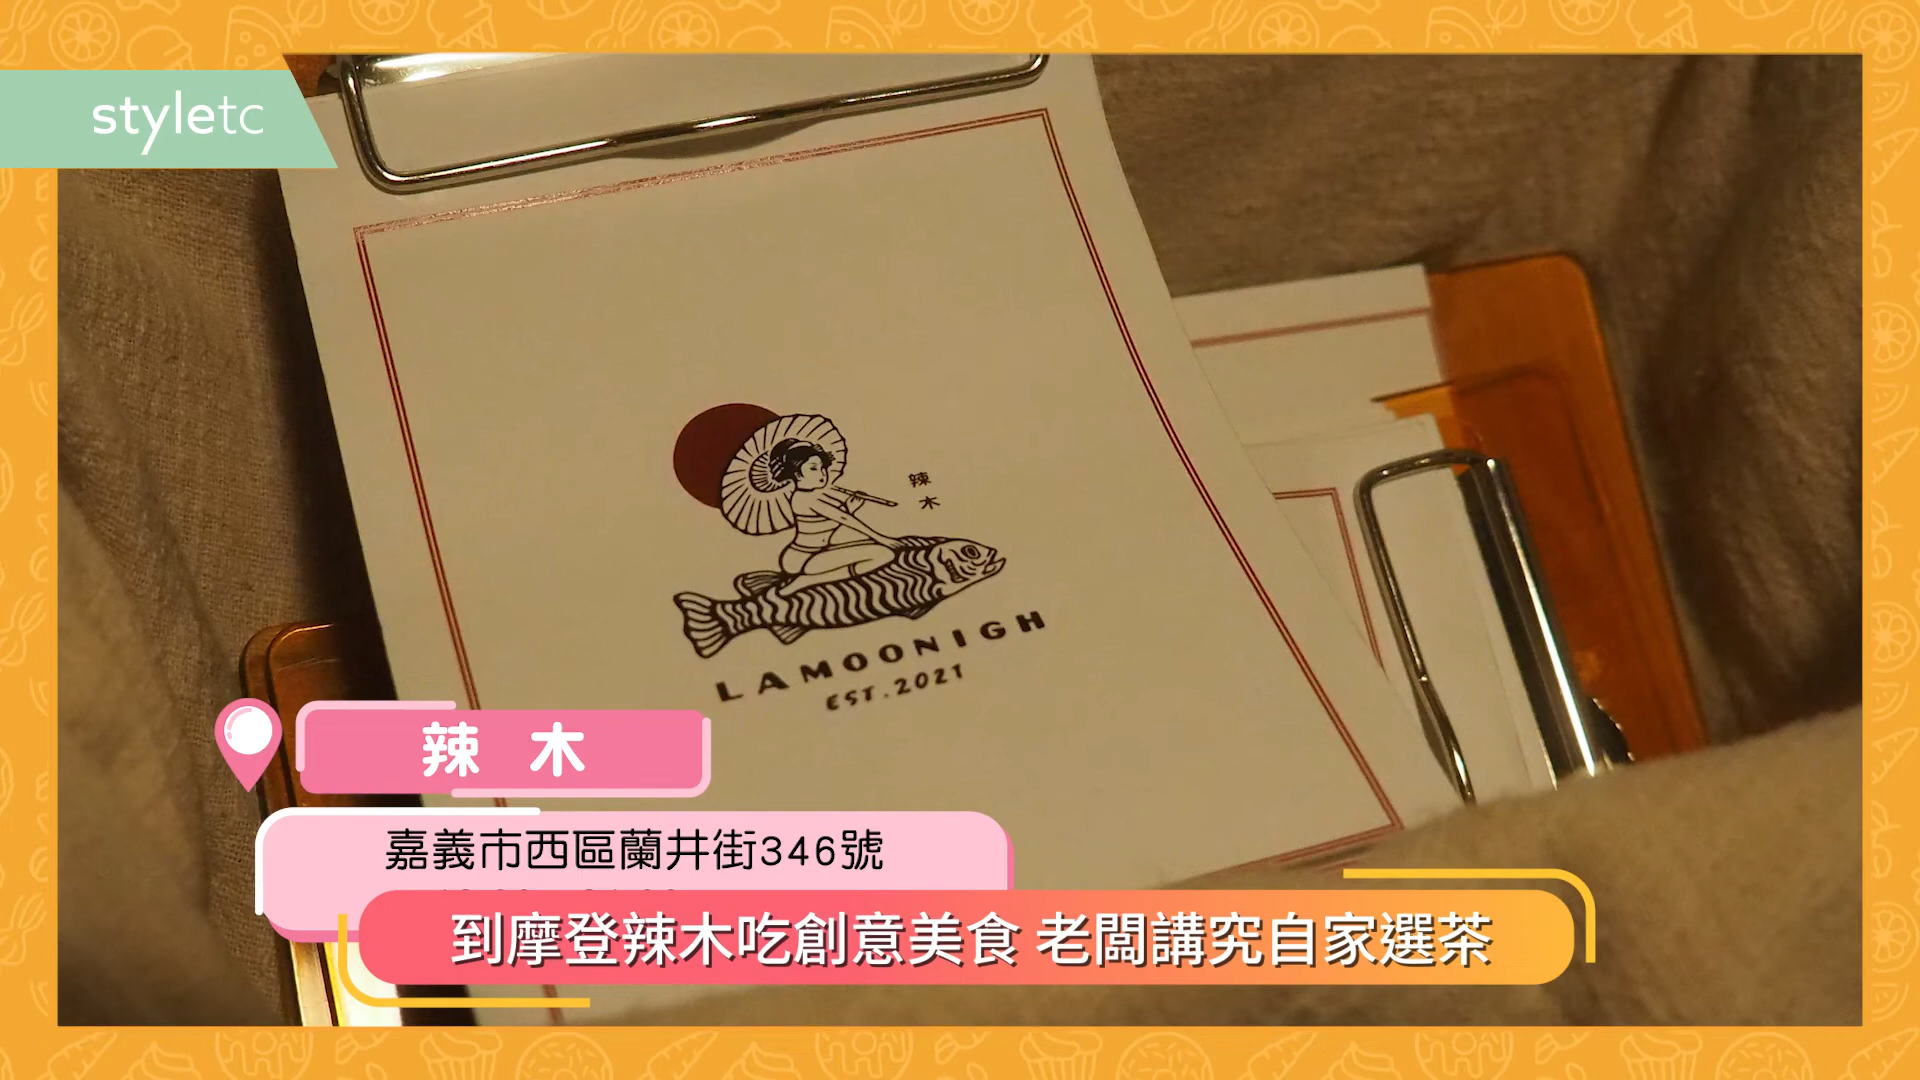 styletc
辣
木
LAMOONIGH
EST.2021
辣 木
嘉義市西區蘭井街346號
到摩登辣木吃創意美食 老闆講究自家選茶